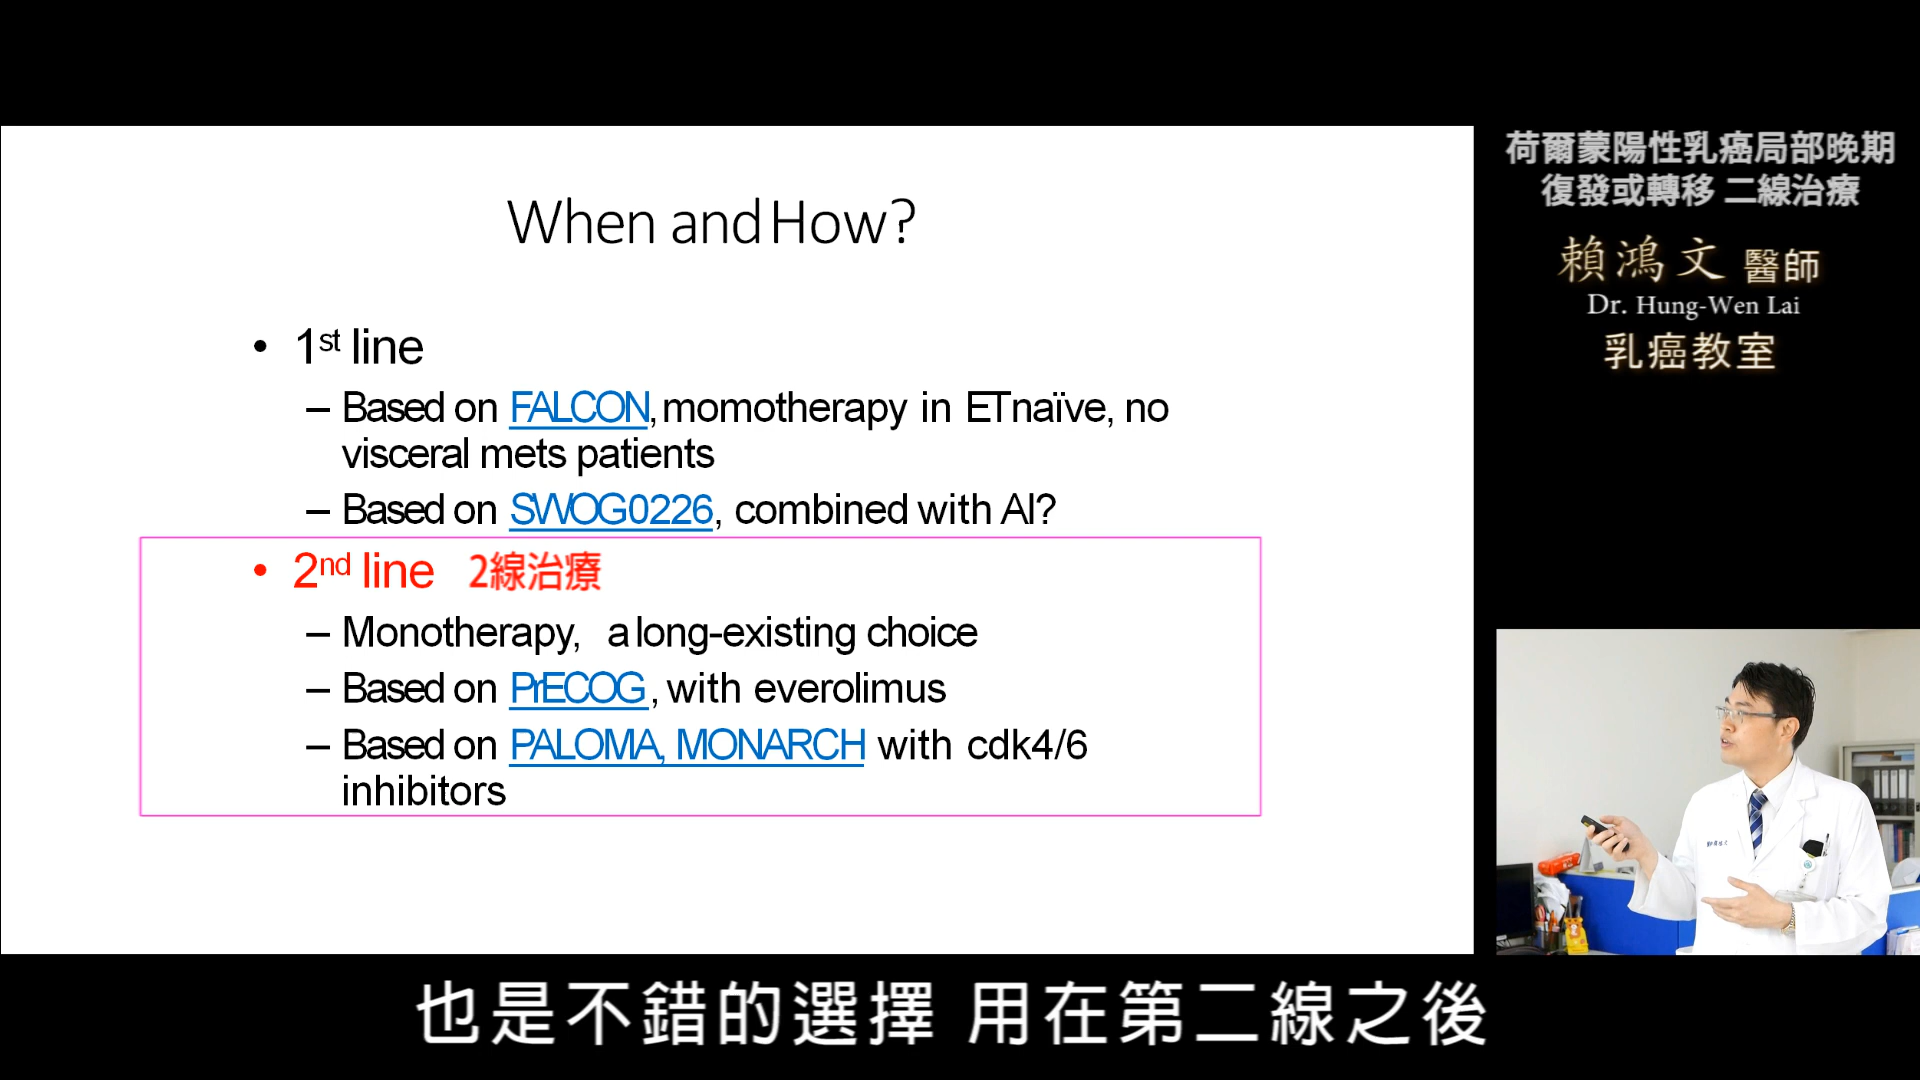 When and How?
• 1st line
– Based on FALCON, momotherapy in ET naïve, no
visceral mets patients
– Based on SWOG0226, combined with AI?
• 2nd line 2線治療
– Monotherapy, a long-existing choice
– Based on PrECOG, with everolimus
– Based on PALOMA, MONARCH with cdk4/6
inhibitors
荷爾蒙陽性乳癌局部晚期
復發或轉移 二線治療
賴鴻文 醫師
Dr. Hung-Wen Lai
乳癌教室
也是不錯的選擇 用在第二線之後